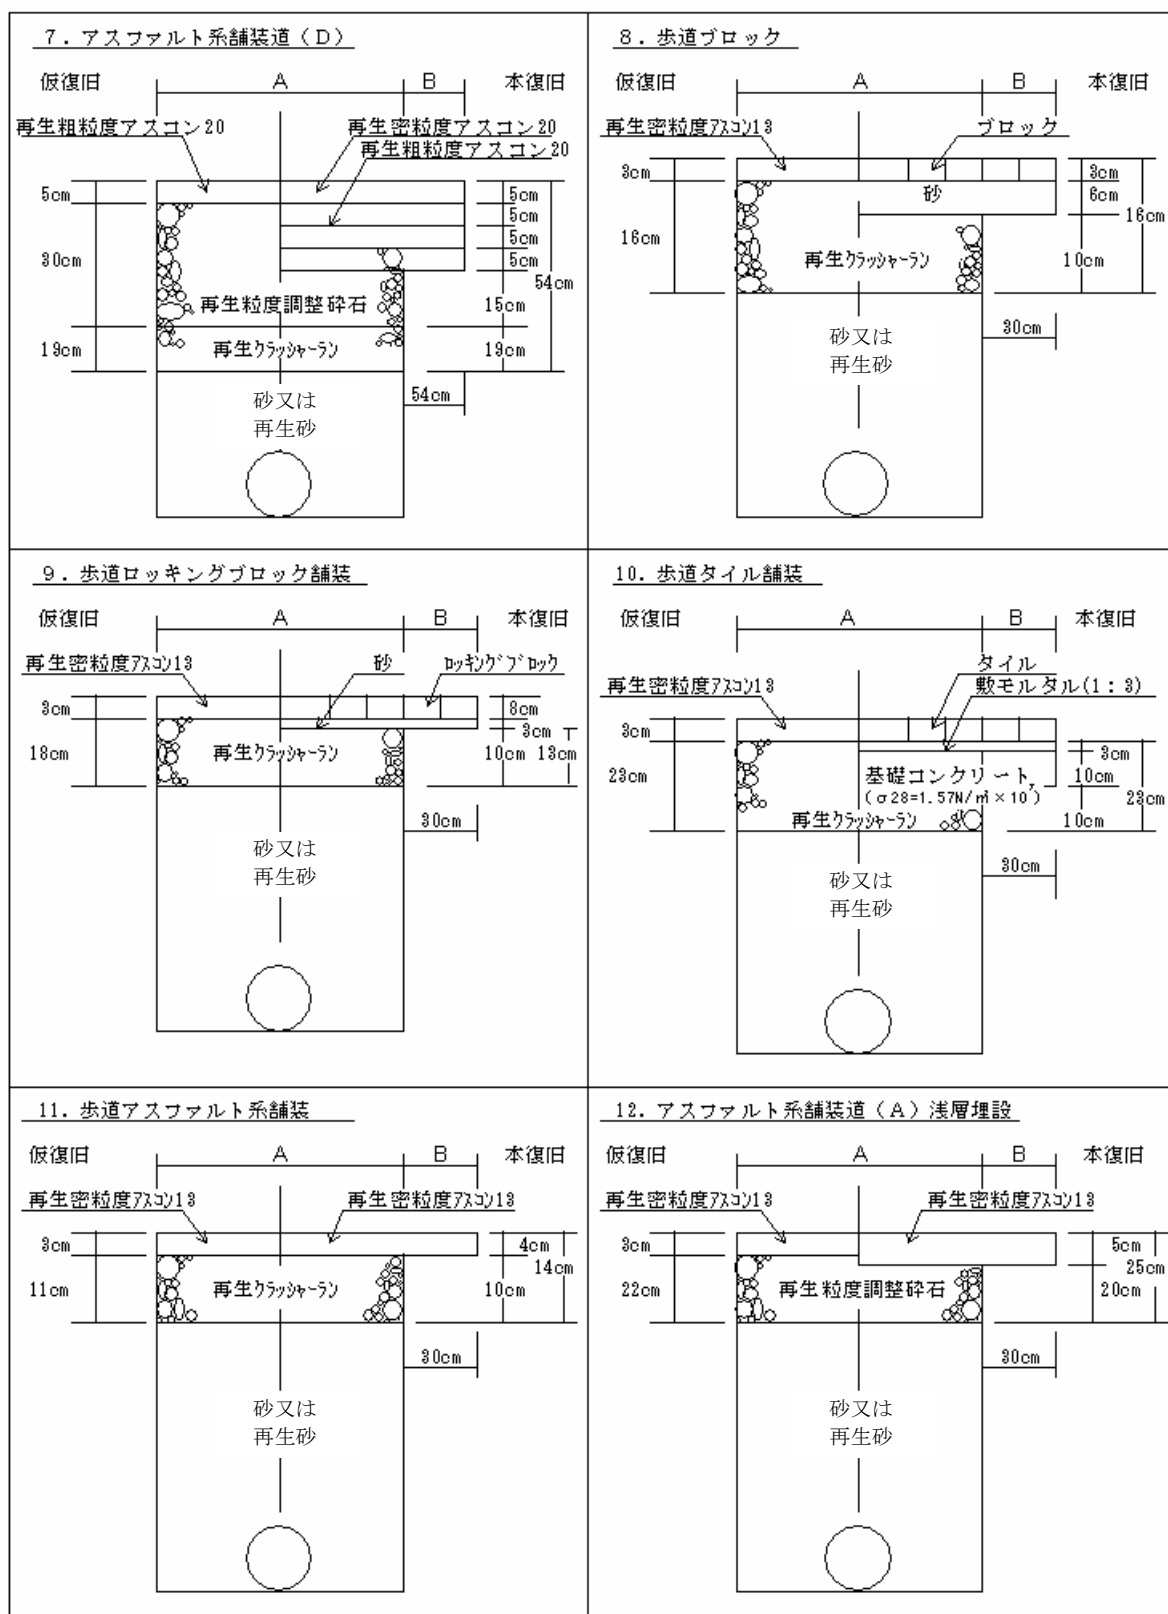 7．アスファルト系舗装道（D）
仮復旧
A
B
本復旧
再生粗粒度アスコン20
再生密粒度アスコン20
再生粗粒度アスコン20
5cm
30cm
19cm
5cm
5cm
5cm
5cm
15cm
19cm
54cm
再生粒度調整砕石
再生クラッシャーラン
54cm
砂又は
再生砂
8．歩道ブロック
仮復旧
A
B
本復旧
再生密粒度アスコン13
ブロック
3cm
16cm
砂
3cm
6cm
16cm
10cm
再生クラッシャーラン
30cm
砂又は
再生砂
9．歩道ロッキングブロック舗装
仮復旧
A
B
本復旧
再生密粒度アスコン13
砂
ロッキングブロック
3cm
18cm
8cm
3cm
10cm
13cm
再生クラッシャーラン
30cm
砂又は
再生砂
10．歩道タイル舗装
仮復旧
A
B
本復旧
タイル
再生密粒度アスコン13
敷モルタル(1：3)
3cm
23cm
3cm
10cm
23cm
10cm
基礎コンクリート
(σ28=1.57N/㎡×107)
再生クラッシャーラン
30cm
砂又は
再生砂
11．歩道アスファルト系舗装
仮復旧
A
B
本復旧
再生密粒度アスコン13
再生密粒度アスコン13
3cm
11cm
4cm
14cm
10cm
再生クラッシャーラン
30cm
砂又は
再生砂
12．アスファルト系舗装道（A）浅層埋設
仮復旧
A
B
本復旧
再生密粒度アスコン13
再生密粒度アスコン13
3cm
22cm
5cm
25cm
20cm
再生粒度調整砕石
30cm
砂又は
再生砂